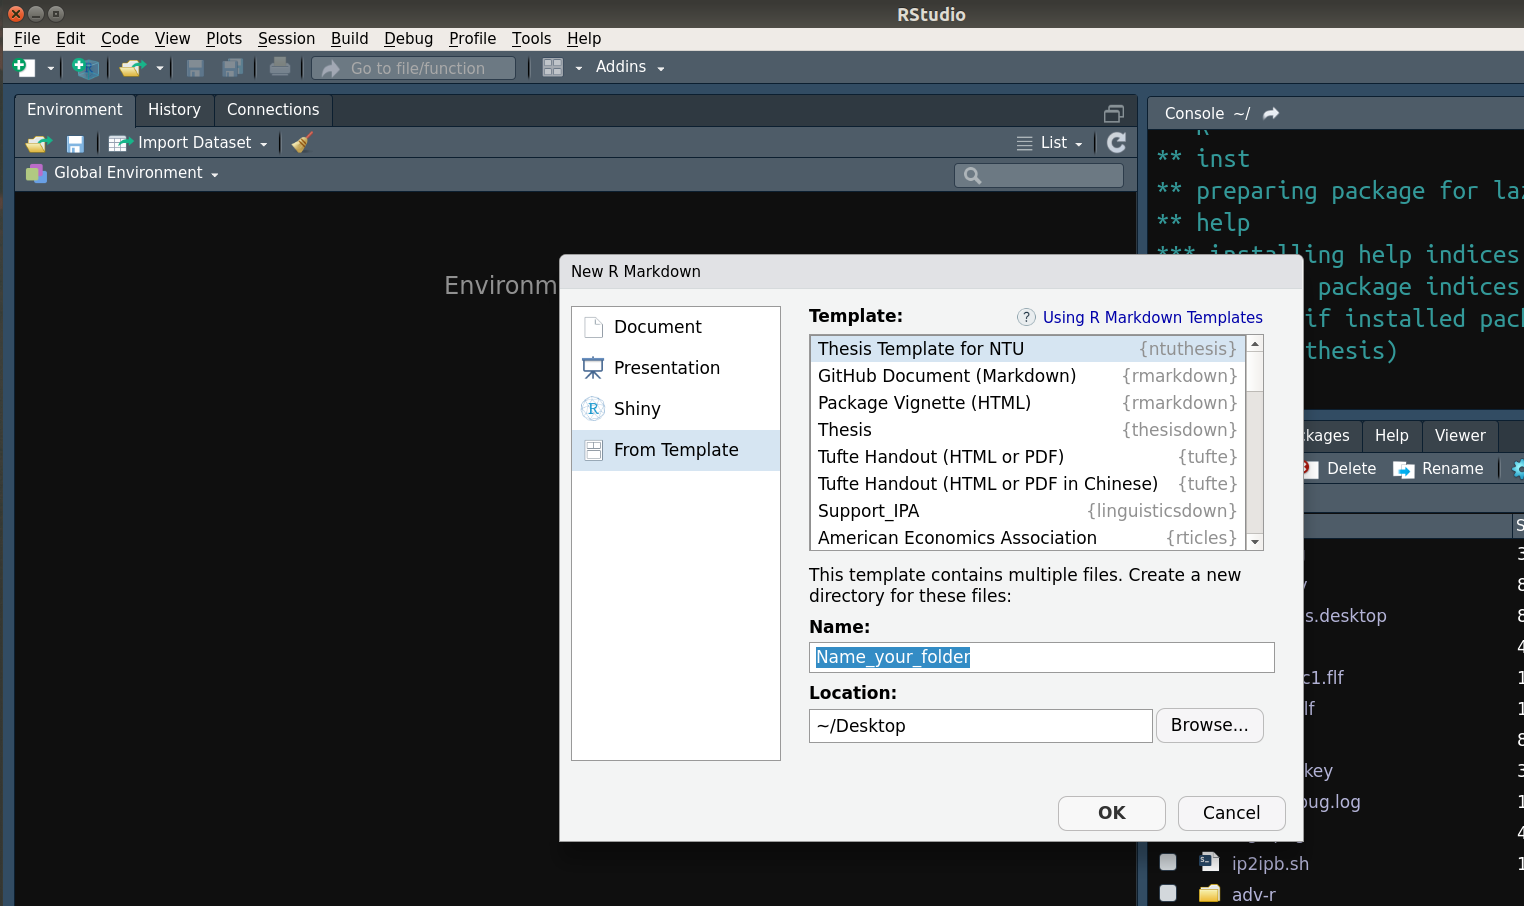 RStudio
File Edit Code View Plots Session Build Debug Profile Tools Help
Go to file/function Addins
Environment History Connections
Import Dataset List
Global Environment
Console ~/
** inst
** preparing package for
** help
installing help indices
package indices
if installed
thesis)
New R Markdown
Document
Presentation
Shiny
From Template
Template: ? Using R Markdown Templates
Thesis Template for NTU {ntuthesis}
GitHub Document (Markdown) {rmarkdown}
Package Vignette (HTML) {rmarkdown}
Thesis {thesisdown}
Tufte Handout (HTML or PDF) {tufte}
Tufte Handout (HTML or PDF in Chinese) {tufte}
Support_IPA {linguisticsdown}
American Economics Association {rticles}
This template contains multiple files. Create a new
directory for these files:
Name:
Name_your_folder
Location:
~/Desktop Browse...
OK Cancel
Help Viewer
Delete Rename
s.desktop
c1.flf
lf
key
bug.log
ip2ipb.sh
adv-r